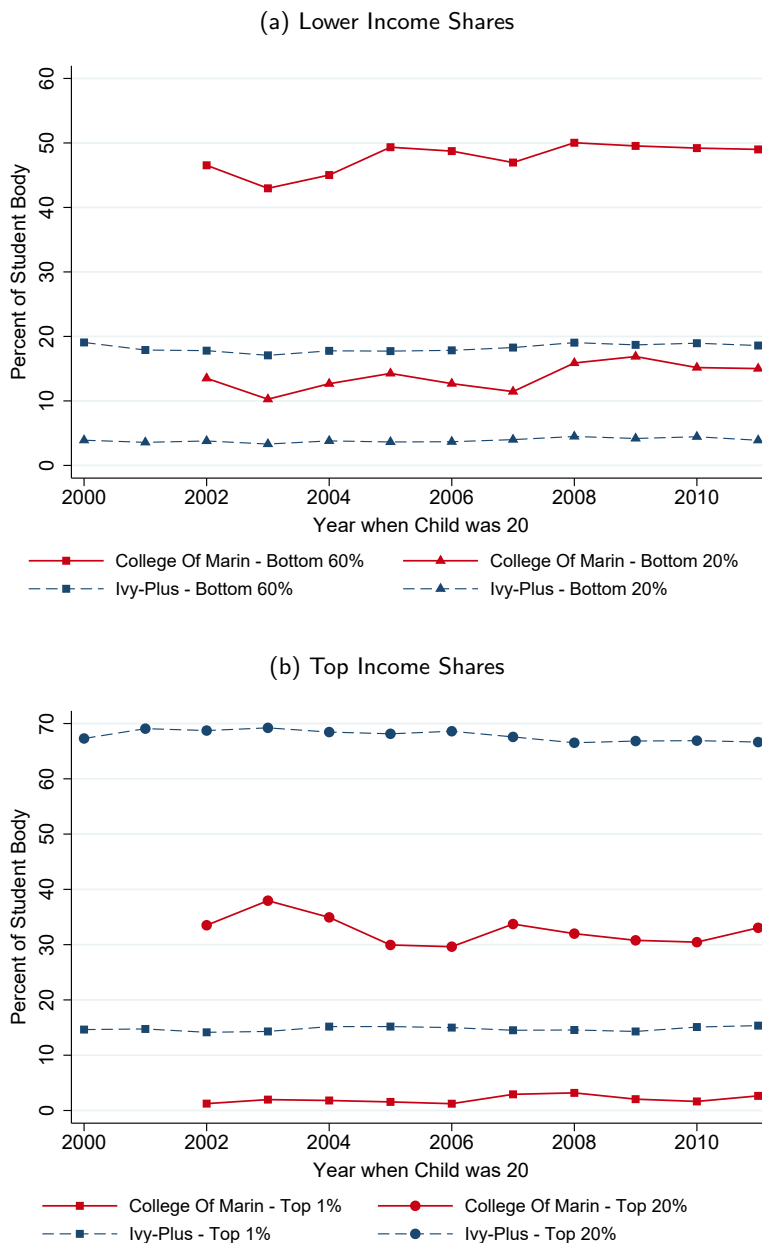 (a) Lower Income Shares
Percent of Student Body
60
50
40
30
20
10
0
2000 2002 2004 2006 2008 2010
Year when Child was 20
College Of Marin - Bottom 60% College Of Marin - Bottom 20%
Ivy-Plus - Bottom 60% Ivy-Plus - Bottom 20%
(b) Top Income Shares
Percent of Student Body
70
60
50
40
30
20
10
0
2000 2002 2004 2006 2008 2010
Year when Child was 20
College Of Marin - Top 1% College Of Marin - Top 20%
Ivy-Plus - Top 1% Ivy-Plus - Top 20%